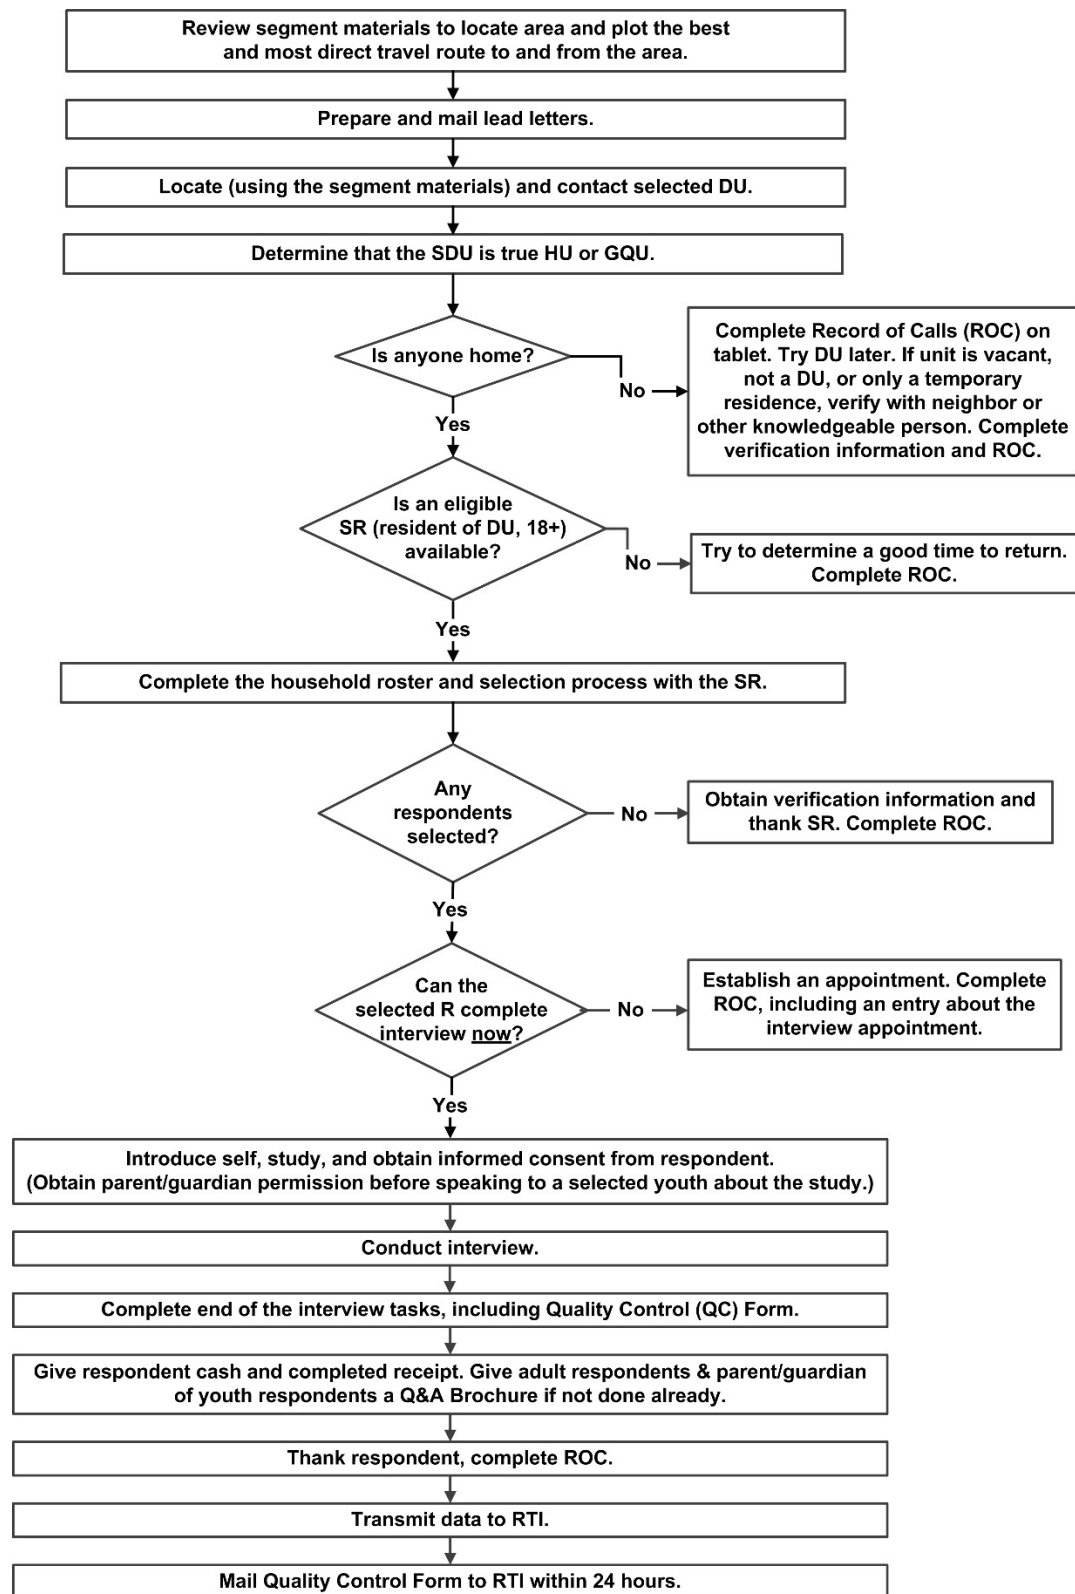 Review segment materials to locate area and plot the best
and most direct travel route to and from the area.
Prepare and mail lead letters.
Locate (using the segment materials) and contact selected DU.
Determine that the SDU is true HU or GQU.
Is anyone home?
No
Complete Record of Calls (ROC) on
tablet. Try DU later. If unit is vacant,
not a DU, or only a temporary
residence, verify with neighbor or
other knowledgeable person. Complete
verification information and ROC.
Yes
Is an eligible
SR (resident of DU, 18+)
available?
No
Try to determine a good time to return.
Complete ROC.
Yes
Complete the household roster and selection process with the SR.
Any
respondents
selected?
No
Obtain verification information and
thank SR. Complete ROC.
Yes
Can the
selected R complete
interview now?
No
Establish an appointment. Complete
ROC, including an entry about the
interview appointment.
Yes
Introduce self, study, and obtain informed consent from respondent.
(Obtain parent/guardian permission before speaking to a selected youth about the study.)
Conduct interview.
Complete end of the interview tasks, including Quality Control (QC) Form.
Give respondent cash and completed receipt. Give adult respondents & parent/guardian
of youth respondents a Q&A Brochure if not done already.
Thank respondent, complete ROC.
Transmit data to RTI.
Mail Quality Control Form to RTI within 24 hours.